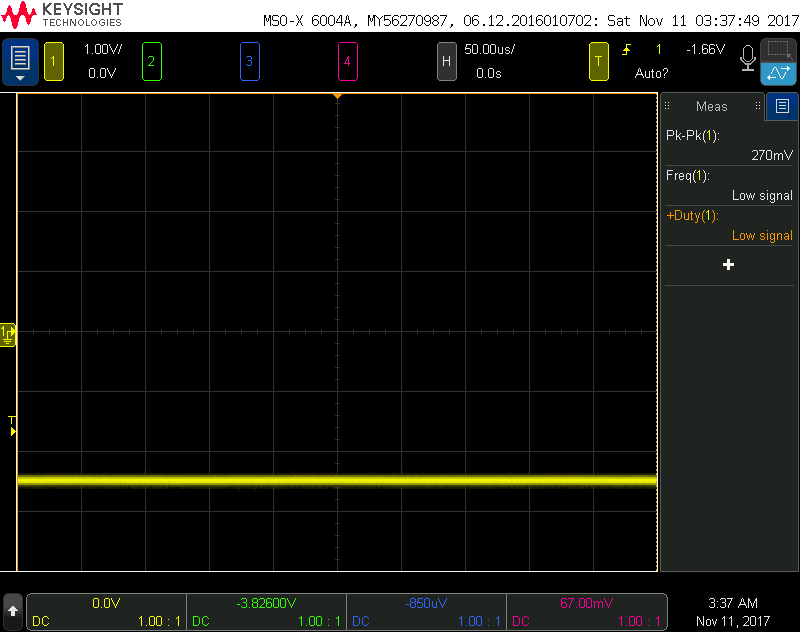 KEYSIGHT
TECHNOLOGIES
MSO-X 6004A, MY56270987, 06.12.2016010702: Sat Nov 11 03:37:49 2017
1 1.00V/ 2 3 4 H 50.00us/ T 1 -1.66V
0.0V 0.0s Auto?
Meas
Pk-Pk(1):
270mV
Freq(1):
Low signal
+Duty(1):
Low signal
1
T
0.0V -3.82600V -850uV 67.00mV 3:37 AM
DC 1.00 : 1 DC 1.00 : 1 DC 1.00 : 1 DC 1.00 : 1 Nov 11, 2017